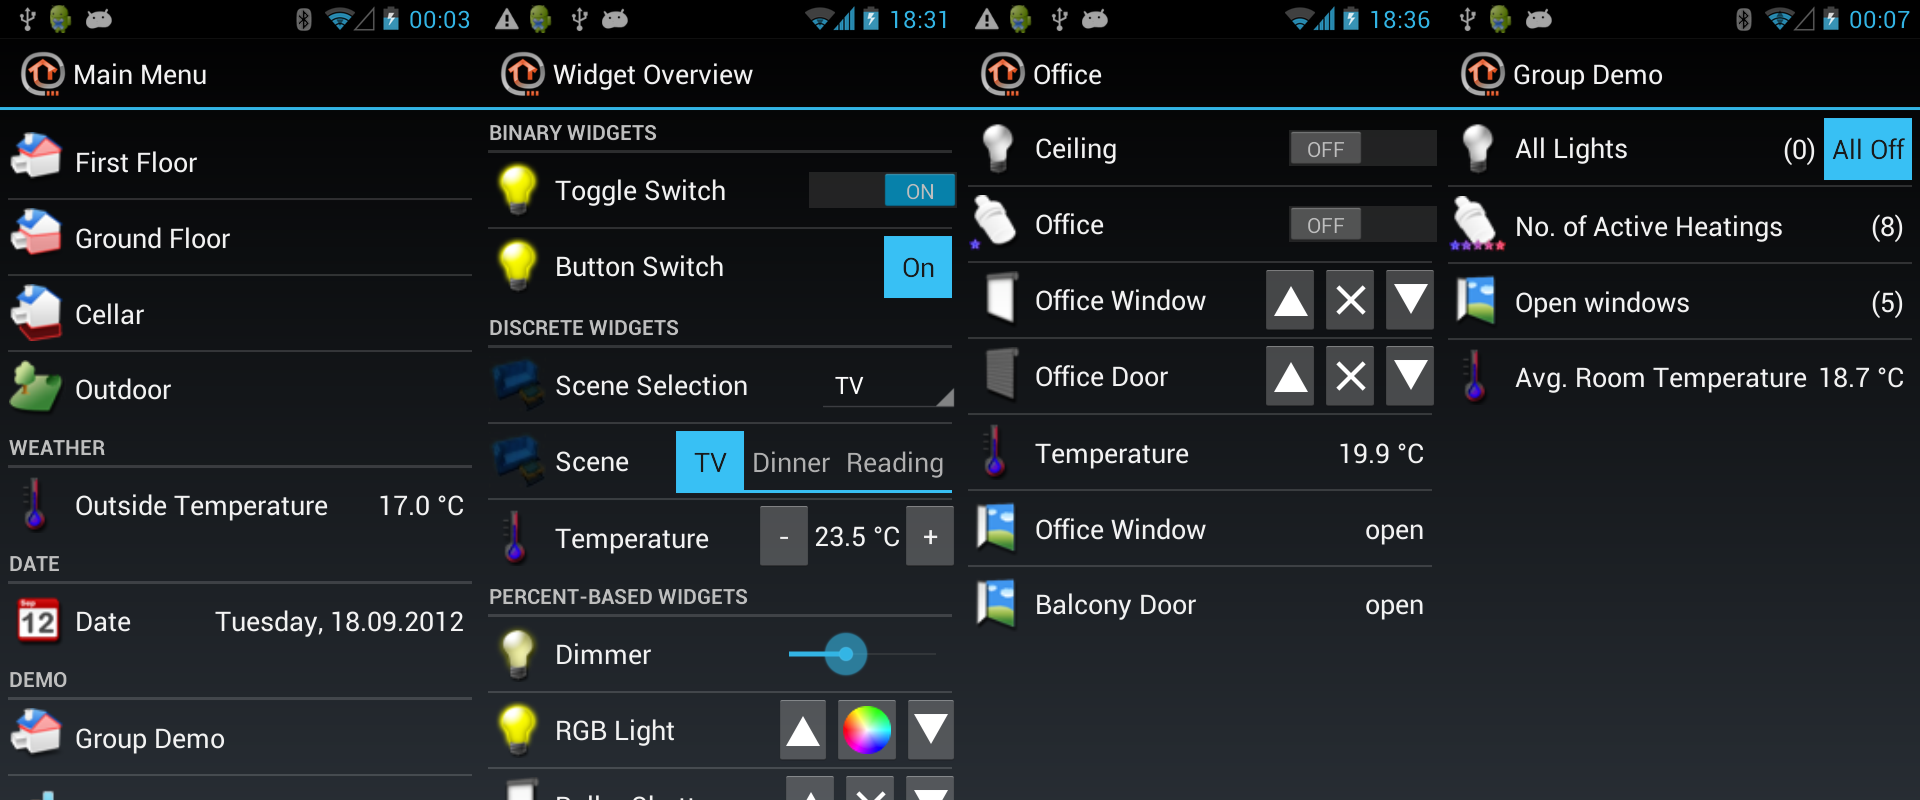 00:03
Main Menu
First Floor
Ground Floor
Cellar
Outdoor
WEATHER
Outside Temperature 17.0 °C
DATE
Sep
12
Date Tuesday, 18.09.2012
DEMO
Group Demo
18:31
Widget Overview
BINARY WIDGETS
Toggle Switch ON
Button Switch On
DISCRETE WIDGETS
Scene Selection TV
Scene TV Dinner Reading
Temperature - 23.5 °C +
PERCENT-BASED WIDGETS
Dimmer
RGB Light
18:36
Office
Ceiling OFF
Office OFF
Office Window
Office Door
Temperature 19.9 °C
Office Window open
Balcony Door open
00:07
Group Demo
All Lights (0) All Off
No. of Active Heatings (8)
Open windows (5)
Avg. Room Temperature 18.7 °C